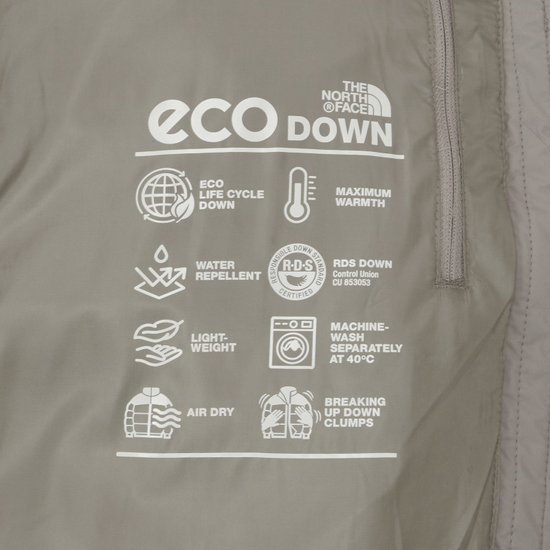 THE
NORTH
®FACE
eco DOWN
ECO
LIFE CYCLE
DOWN
MAXIMUM
WARMTH
WATER
REPELLENT
RESPONSIBLE DOWN STANDARD
R·D·S
CERTIFIED
RDS DOWN
Control Union
CU 853053
LIGHT-
WEIGHT
MACHINE-
WASH
SEPARATELY
AT 40°C
AIR DRY
BREAKING
UP DOWN
CLUMPS